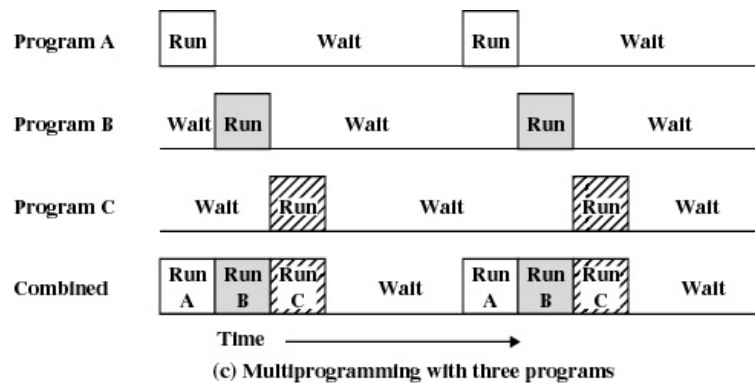 Program A Run Wait Run Wait
Program B Wait Run Wait Run Wait
Program C Wait Run Wait Run Wait
Combined Run A Run B Run C Wait Run A Run B Run C Wait
Time
(c) Multiprogramming with three programs